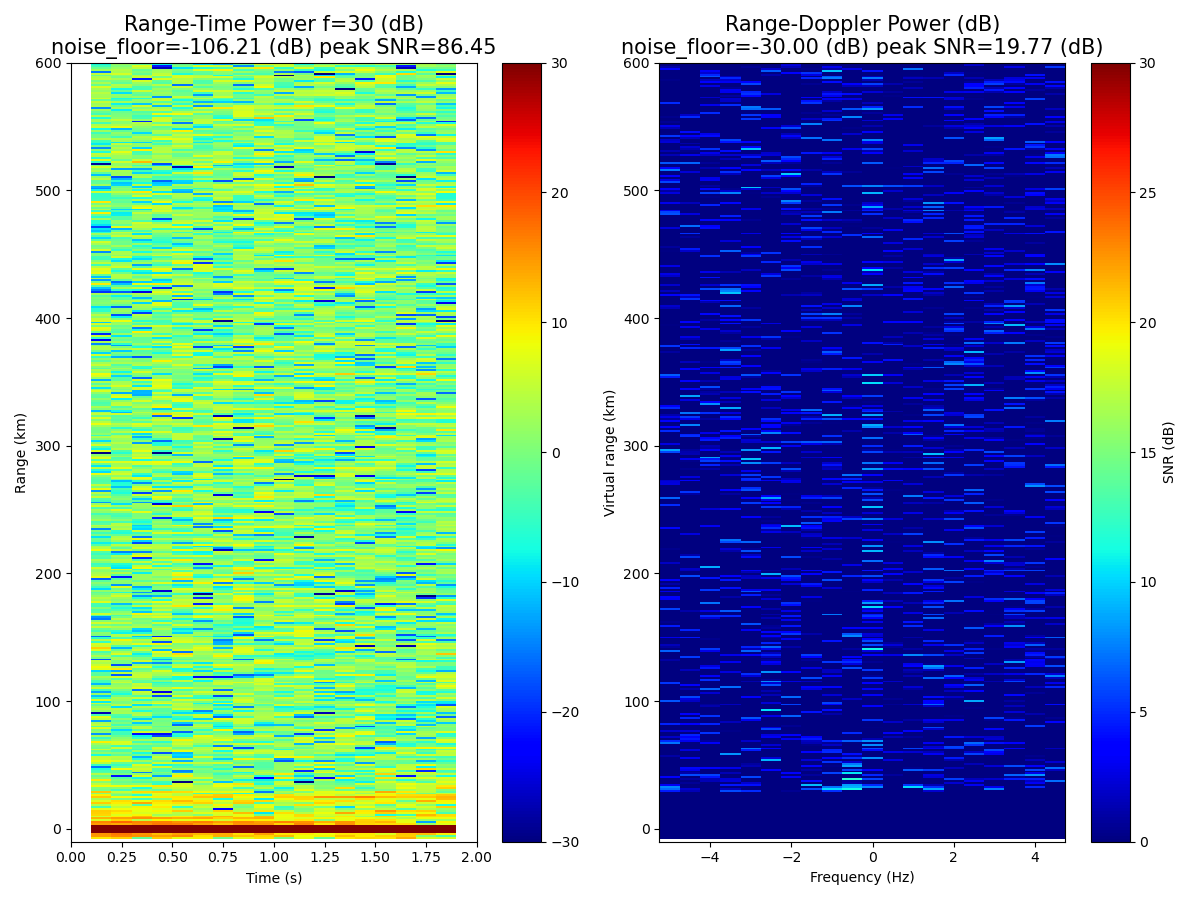 Range-Time Power f=30 (dB)
noise_floor=-106.21 (dB) peak SNR=86.45
Range (km)
600
500
400
300
200
100
0
0.00 0.25 0.50 0.75 1.00 1.25 1.50 1.75 2.00
Time (s)
30
20
10
0
−10
−20
−30
Range-Doppler Power (dB)
noise_floor=-30.00 (dB) peak SNR=19.77 (dB)
Virtual range (km)
600
500
400
300
200
100
0
−4 −2 0 2 4
Frequency (Hz)
30
25
20
15
10
5
0
SNR (dB)